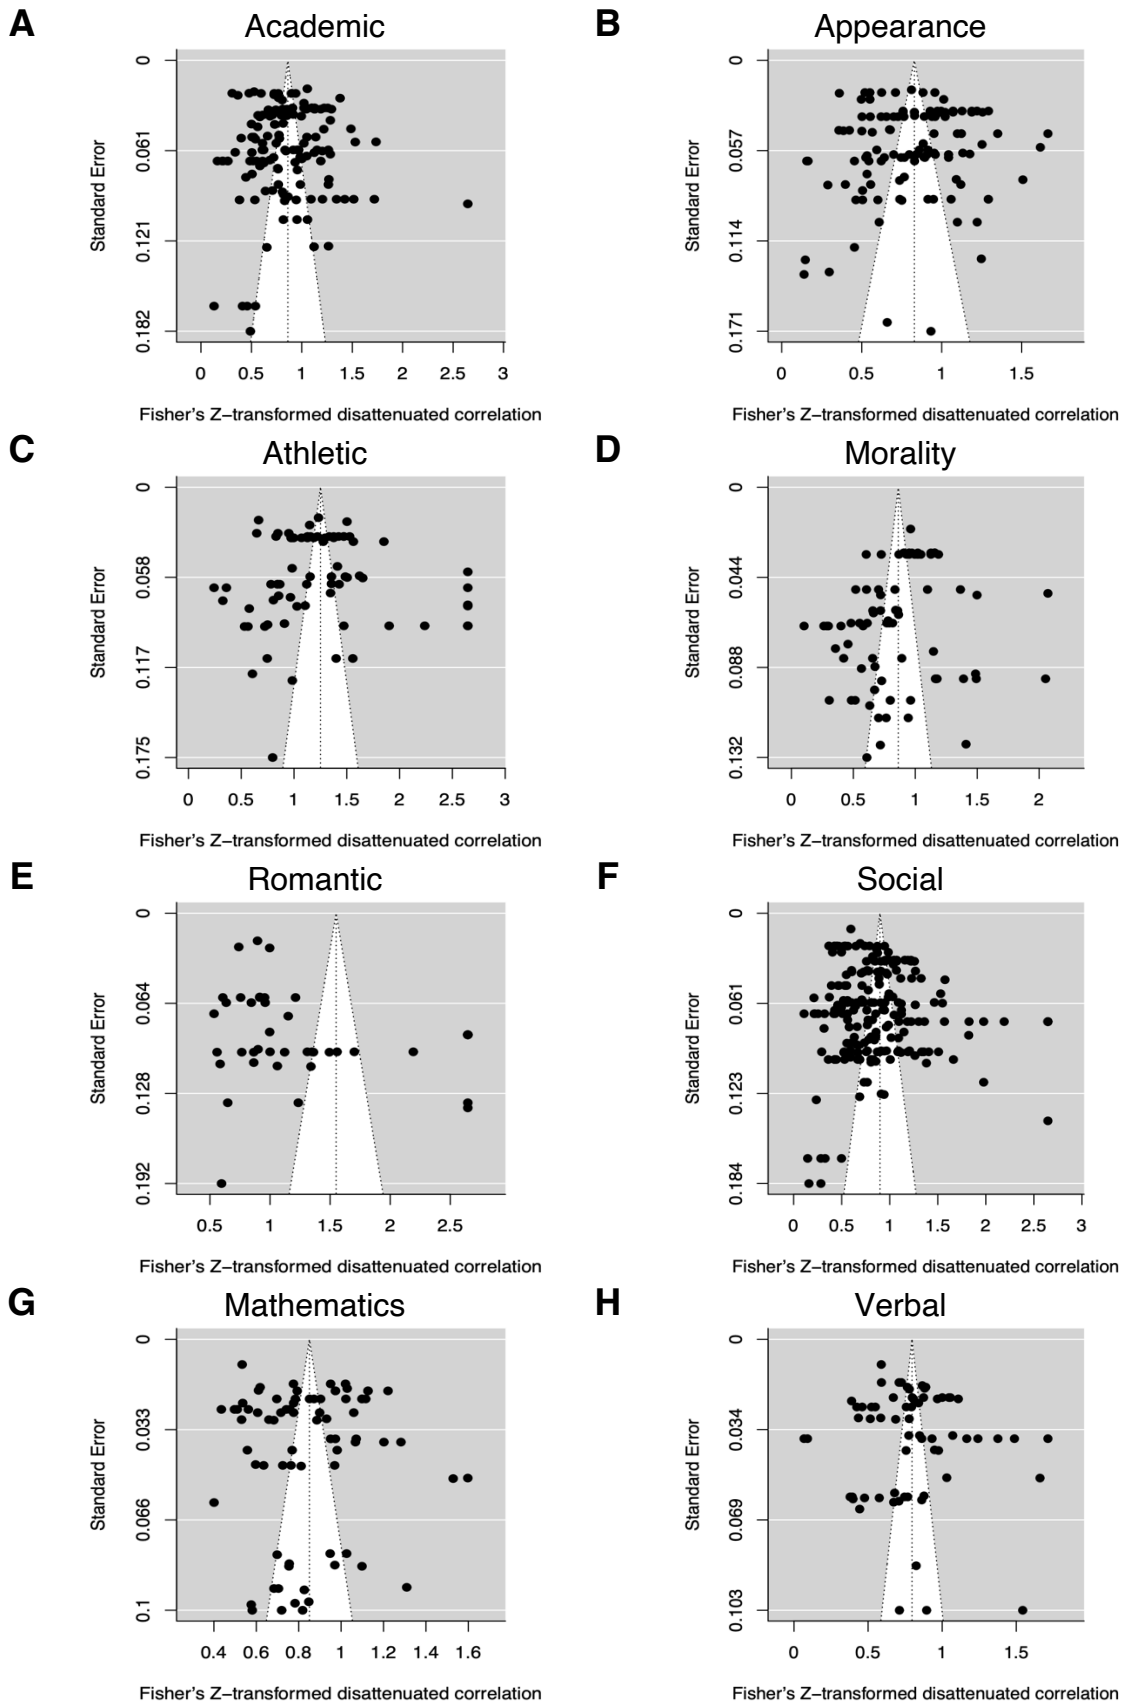 A
Academic
Standard Error
0
0.061
0.121
0.182
0 0.5 1 1.5 2 2.5 3
Fisher's Z−transformed disattenuated correlation
B
Appearance
Standard Error
0
0.057
0.114
0.171
0 0.5 1 1.5
Fisher's Z−transformed disattenuated correlation
C
Athletic
Standard Error
0
0.058
0.117
0.175
0 0.5 1 1.5 2 2.5 3
Fisher's Z−transformed disattenuated correlation
D
Morality
Standard Error
0
0.044
0.088
0.132
0 0.5 1 1.5 2
Fisher's Z−transformed disattenuated correlation
E
Romantic
Standard Error
0
0.064
0.128
0.192
0.5 1 1.5 2 2.5
Fisher's Z−transformed disattenuated correlation
F
Social
Standard Error
0
0.061
0.123
0.184
0 0.5 1 1.5 2 2.5 3
Fisher's Z−transformed disattenuated correlation
G
Mathematics
Standard Error
0
0.033
0.066
0.1
0.4 0.6 0.8 1 1.2 1.4 1.6
Fisher's Z−transformed disattenuated correlation
H
Verbal
Standard Error
0
0.034
0.069
0.103
0 0.5 1 1.5
Fisher's Z−transformed disattenuated correlation